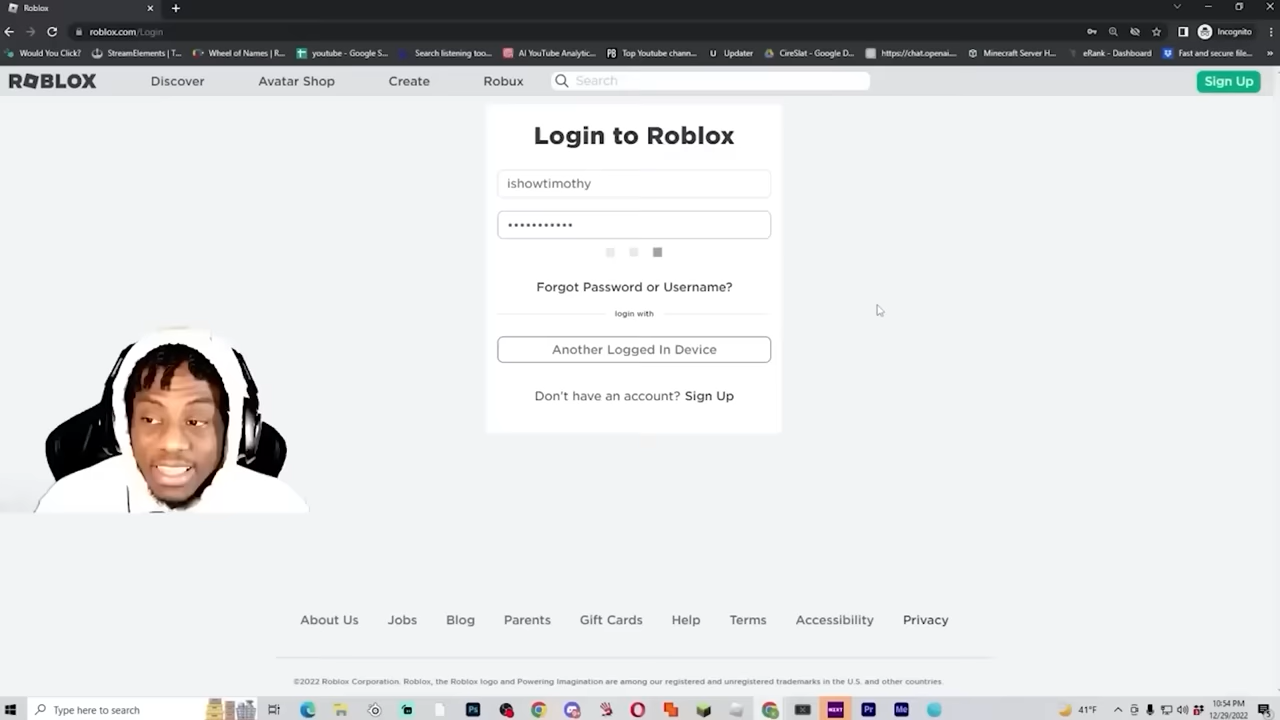 Roblox
roblox.com/Login
Incognito
Would You Click?
StreamElements | T...
Wheel of Names | R...
youtube - Google S...
Search listening too...
AI YouTube Analytic...
Top Youtube chann...
Updater
CireSlat - Google D...
https://chat.openai...
Minecraft Server H...
eRank - Dashboard
Fast and secure file...
ROBLOX
Discover
Avatar Shop
Create
Robux
Search
Sign Up
Login to Roblox
ishowtimothy
•••••••••••
Forgot Password or Username?
login with
Another Logged In Device
Don't have an account? Sign Up
About Us
Jobs
Blog
Parents
Gift Cards
Help
Terms
Accessibility
Privacy
©2022 Roblox Corporation. Roblox, the Roblox logo and Powering Imagination are among our registered and unregistered trademarks in the U.S. and other countries.
Type here to search
Ps
NEXT
Pr
Me
41°F
10:54 PM
12/29/2022